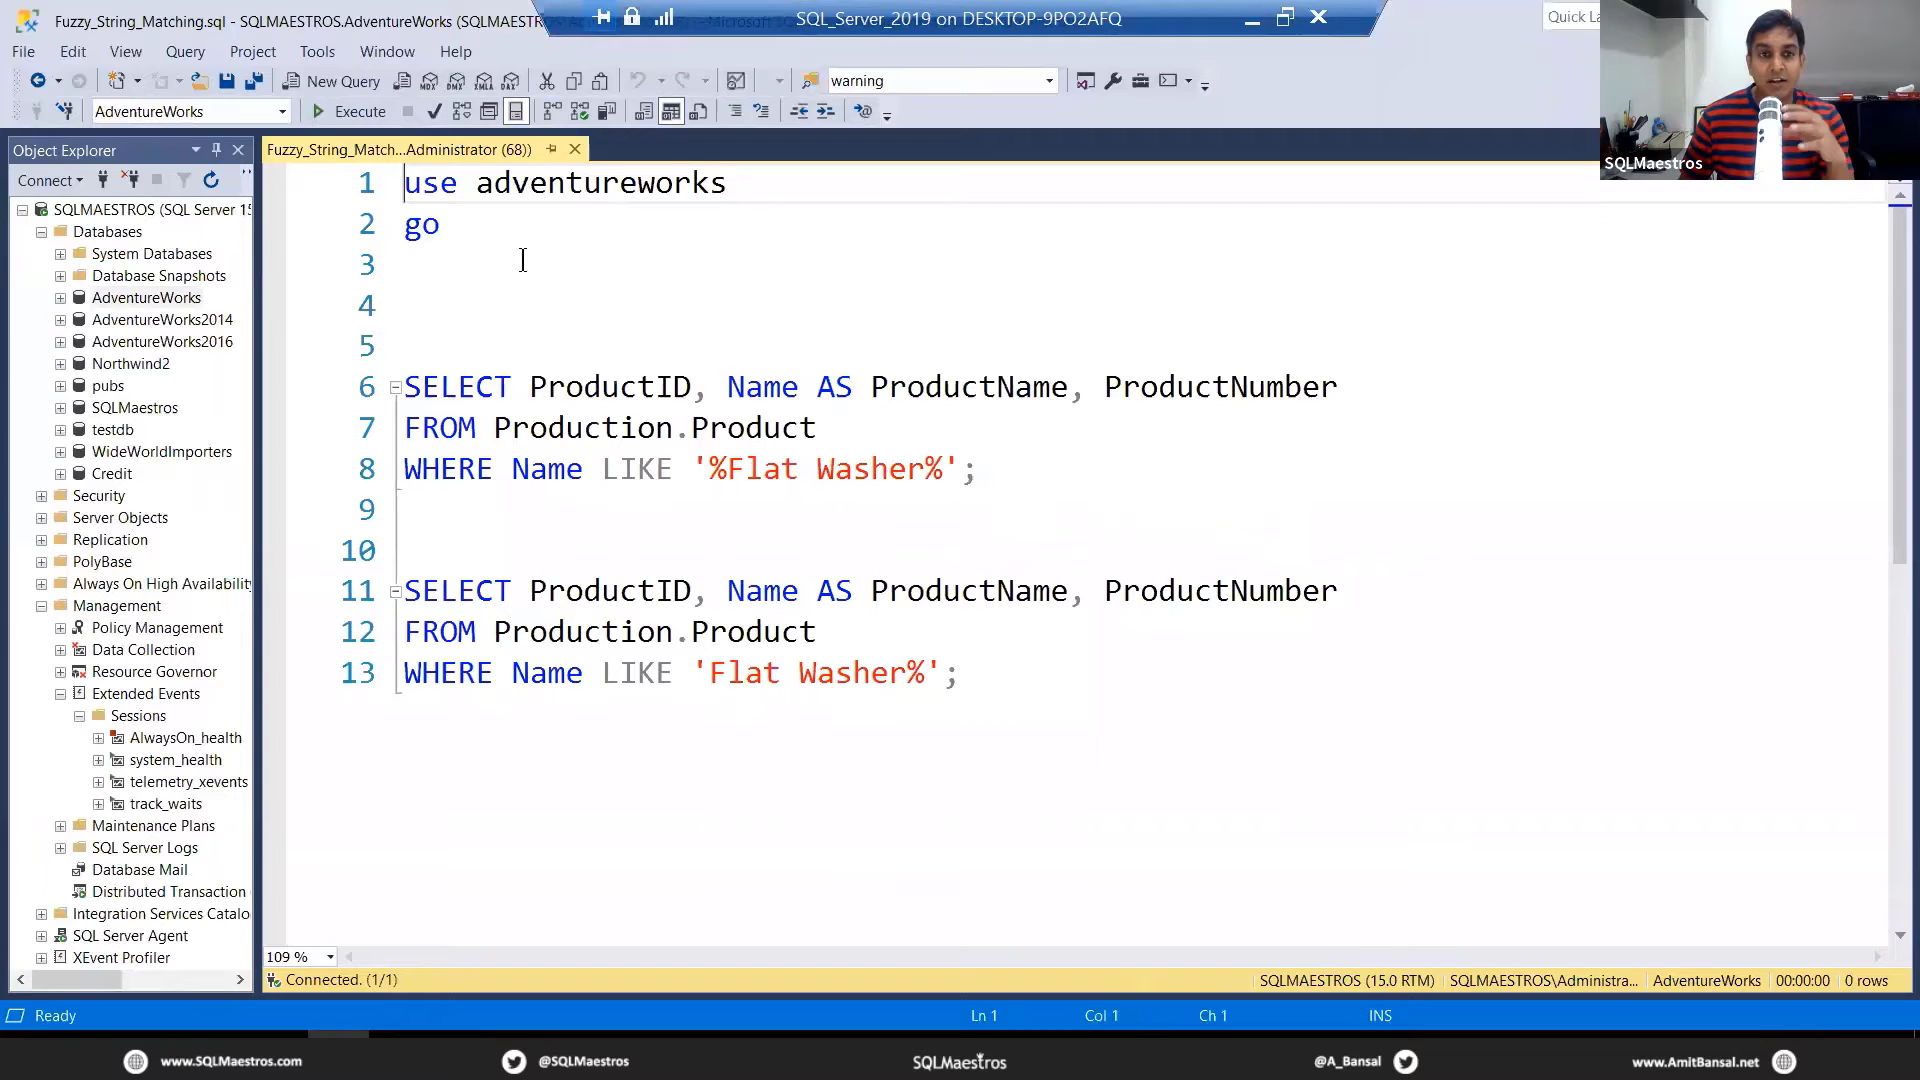 Fuzzy_String_Matching.sql - SQLMAESTROS.AdventureWorks (SQLMAESTROS\
SQL_Server_2019 on DESKTOP-9PO2AFQ
Quick La
File Edit View Query Project Tools Window Help
New Query
MDX DMX XMLA DAX
warning
AdventureWorks
Execute
SQLMaestros
Object Explorer
Connect
Fuzzy_String_Match...Administrator (68))
SQLMAESTROS (SQL Server 15
Databases
System Databases
Database Snapshots
AdventureWorks
AdventureWorks2014
AdventureWorks2016
Northwind2
pubs
SQLMaestros
testdb
WideWorldImporters
Credit
Security
Server Objects
Replication
PolyBase
Always On High Availability
Management
Policy Management
Data Collection
Resource Governor
Extended Events
Sessions
AlwaysOn_health
system_health
telemetry_xevents
track_waits
Maintenance Plans
SQL Server Logs
Database Mail
Distributed Transaction
Integration Services Catalo
SQL Server Agent
XEvent Profiler
1 use adventureworks
2 go
3
4
5
6 SELECT ProductID, Name AS ProductName, ProductNumber
7 FROM Production.Product
8 WHERE Name LIKE '%Flat Washer%';
9
10
11 SELECT ProductID, Name AS ProductName, ProductNumber
12 FROM Production.Product
13 WHERE Name LIKE 'Flat Washer%';
109 %
Connected. (1/1)
SQLMAESTROS (15.0 RTM) SQLMAESTROS\Administra... AdventureWorks 00:00:00 0 rows
Ready
Ln 1 Col 1 Ch 1 INS
www.SQLMaestros.com @SQLMaestros SQLMaestros @A_Bansal www.AmitBansal.net